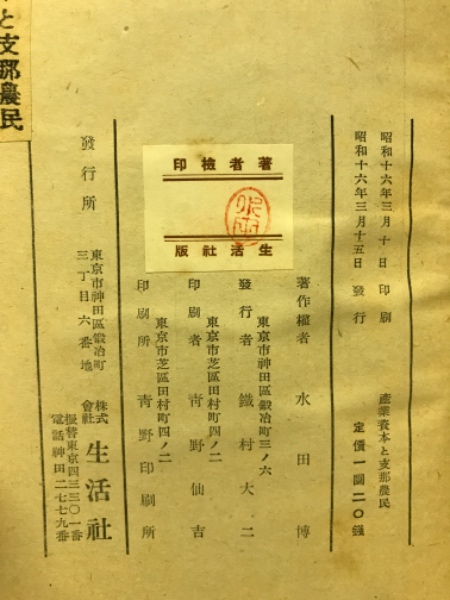 と支那農民
昭和十六年三月十日印刷
昭和十六年三月十五日發行
産業資本と支那農民
定價一圓二〇錢
著者檢印
生活社版
著作權者 水田博
東京市神田區鍛冶町三ノ六
發行者 鐵村大二
東京市芝區田村町四ノ二
印刷者 靑野仙吉
東京市芝區田村町四ノ二
印刷所 靑野印刷所
發行所
東京市神田區鍛冶町
三丁目六番地
株式會社 生活社
振替東京四三三〇一番
電話神田二七七九番